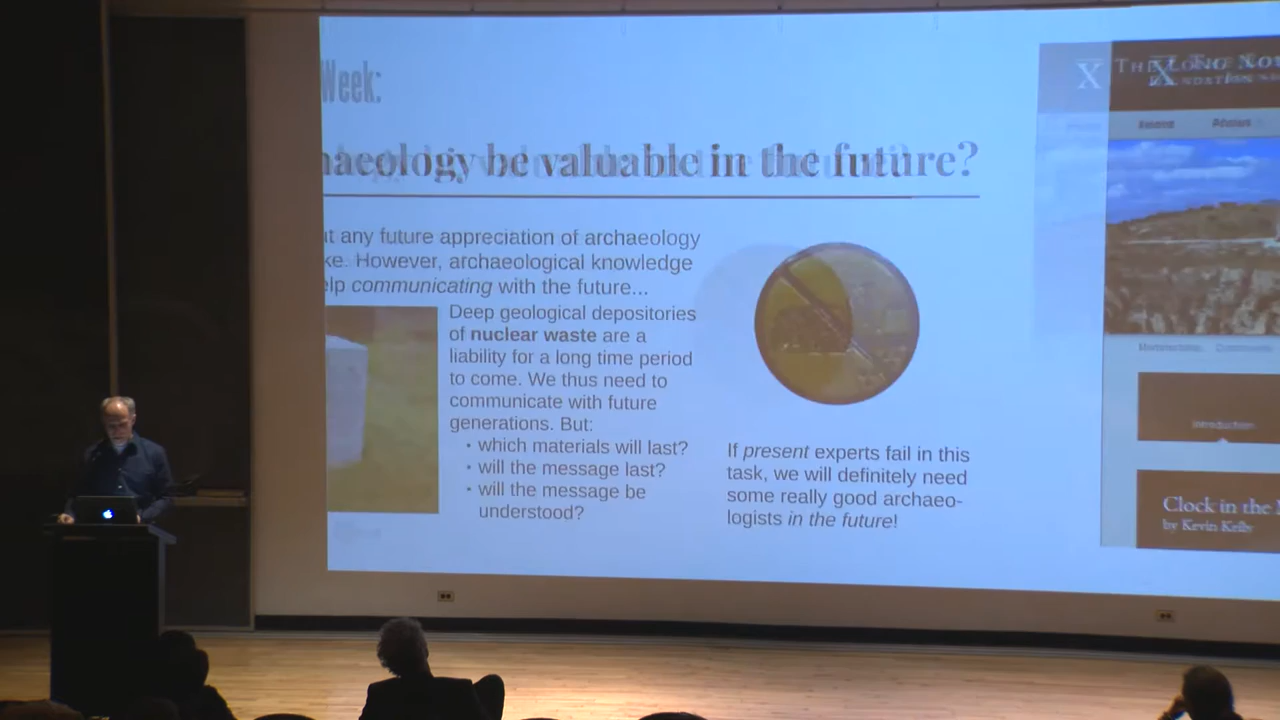 Week:
haeology be valuable in the future?
t any future appreciation of archaeology
ke. However, archaeological knowledge
elp communicating with the future...
Deep geological depositories
of nuclear waste are a
liability for a long time period
to come. We thus need to
communicate with future
generations. But:
• which materials will last?
• will the message last?
• will the message be
understood?
If present experts fail in this
task, we will definitely need
some really good archaeo-
logists in the future!
X
Introduction
Clock in the
by Kevin Kelly